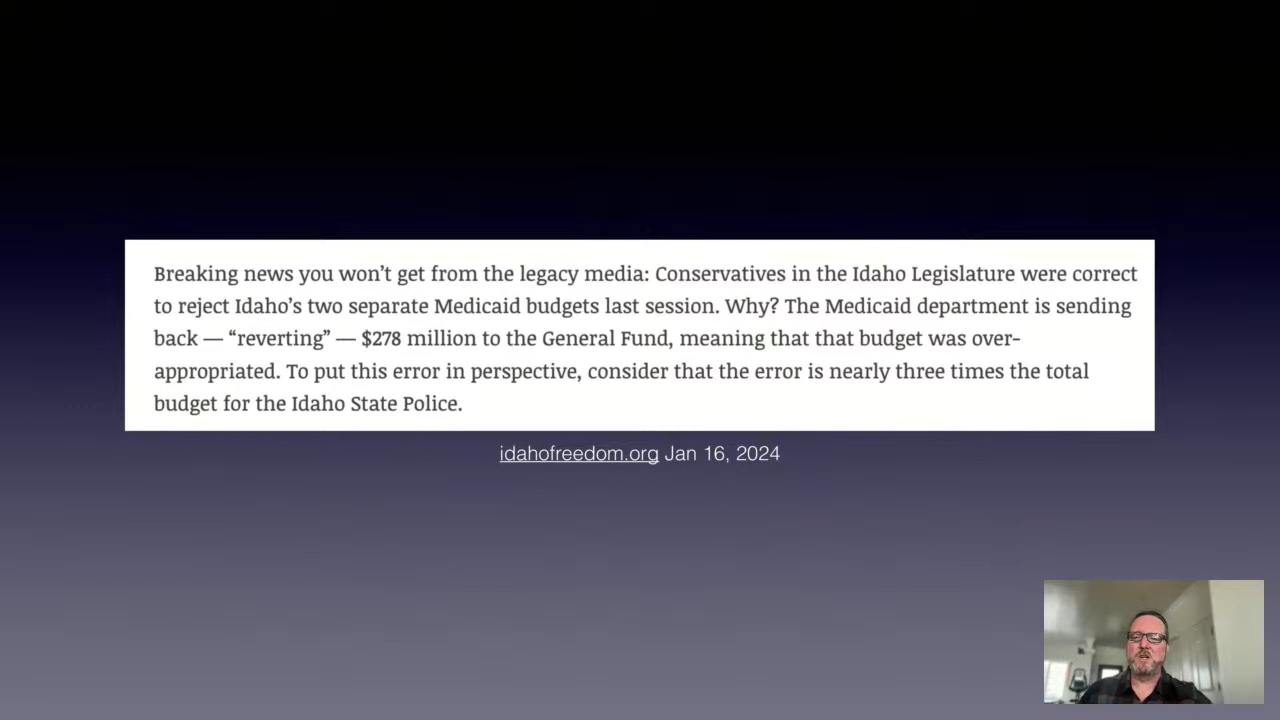 Breaking news you won’t get from the legacy media: Conservatives in the Idaho Legislature were correct
to reject Idaho’s two separate Medicaid budgets last session. Why? The Medicaid department is sending
back — “reverting” — $278 million to the General Fund, meaning that that budget was over-
appropriated. To put this error in perspective, consider that the error is nearly three times the total
budget for the Idaho State Police.
idahofreedom.org Jan 16, 2024